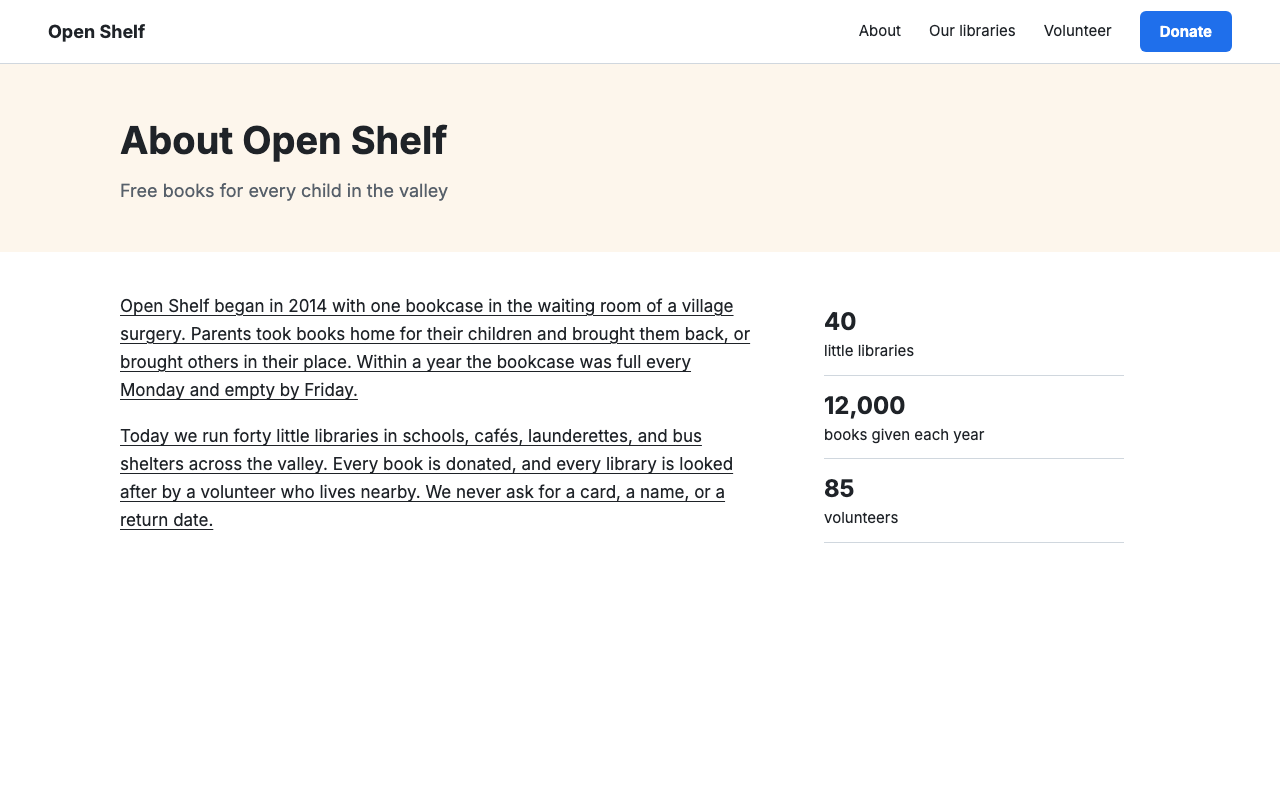 Open Shelf
About
Our libraries
Volunteer
Donate
About Open Shelf
Free books for every child in the valley
Open Shelf began in 2014 with one bookcase in the waiting room of a village
surgery. Parents took books home for their children and brought them back, or
brought others in their place. Within a year the bookcase was full every
Monday and empty by Friday.
Today we run forty little libraries in schools, cafés, launderettes, and bus
shelters across the valley. Every book is donated, and every library is looked
after by a volunteer who lives nearby. We never ask for a card, a name, or a
return date.
40
little libraries
12,000
books given each year
85
volunteers